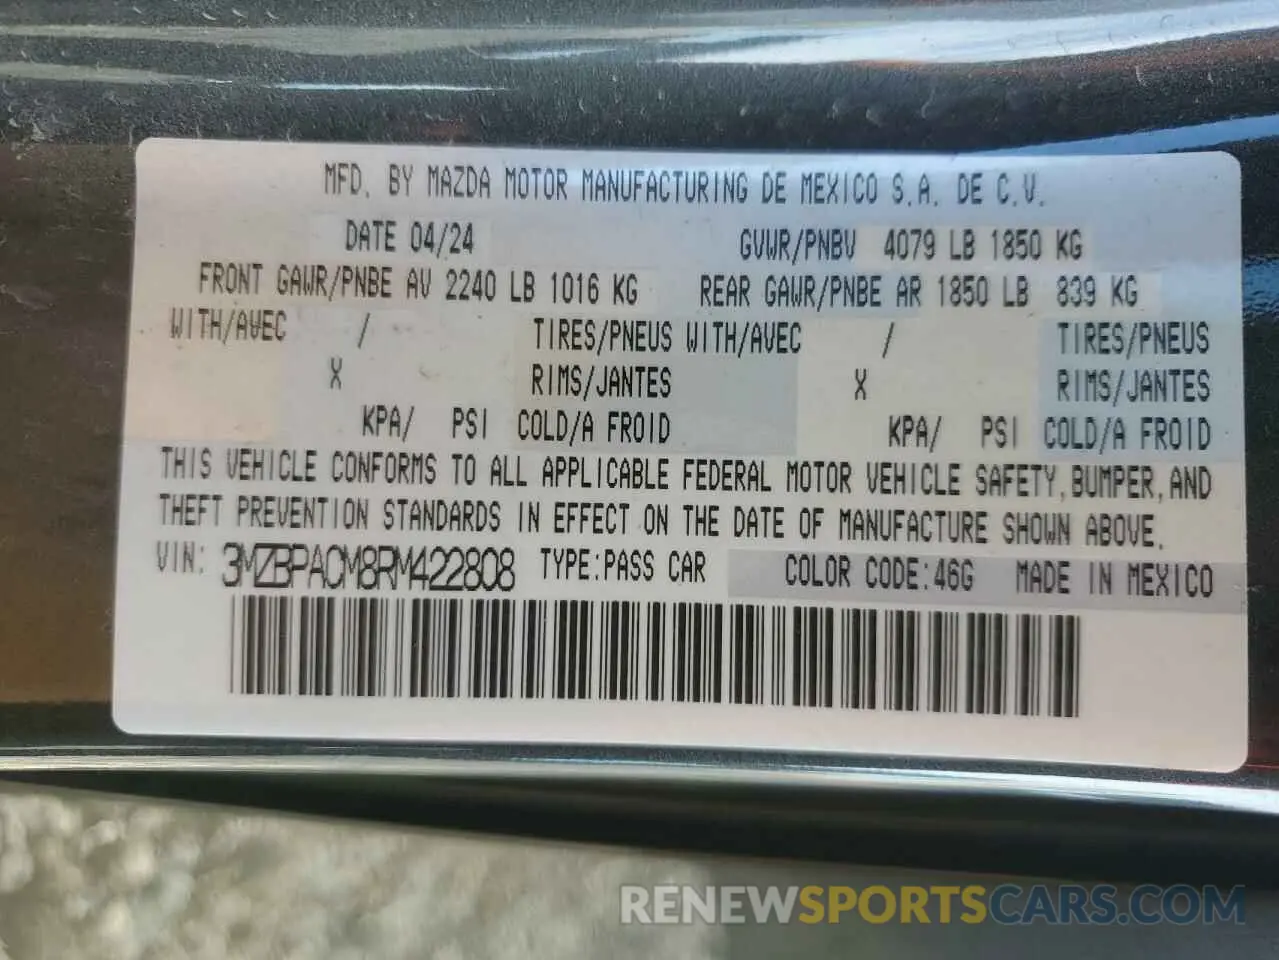 MFD. BY MAZDA MOTOR MANUFACTURING DE MEXICO S.A. DE C.V.
DATE 04/24 GVWR/PNBV 4079 LB 1850 KG
FRONT GAWR/PNBE AV 2240 LB 1016 KG REAR GAWR/PNBE AR 1850 LB 839 KG
WITH/AVEC / TIRES/PNEUS WITH/AVEC / TIRES/PNEUS
X RIMS/JANTES X RIMS/JANTES
KPA/ PSI COLD/A FROID KPA/ PSI COLD/A FROID
THIS VEHICLE CONFORMS TO ALL APPLICABLE FEDERAL MOTOR VEHICLE SAFETY, BUMPER, AND
THEFT PREVENTION STANDARDS IN EFFECT ON THE DATE OF MANUFACTURE SHOWN ABOVE.
VIN: 3MZBPACM8RM422808 TYPE:PASS CAR COLOR CODE:46G MADE IN MEXICO
RENEWSPORTSCARS.COM